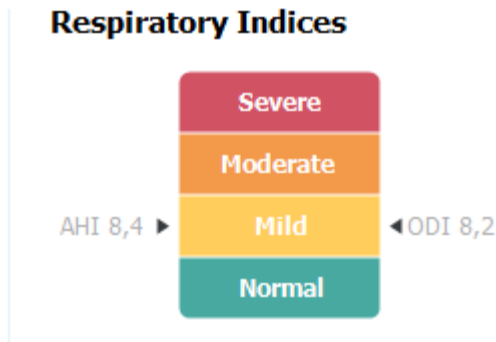 Respiratory Indices
Severe
Moderate
AHI 8,4 Mild ODI 8,2
Normal